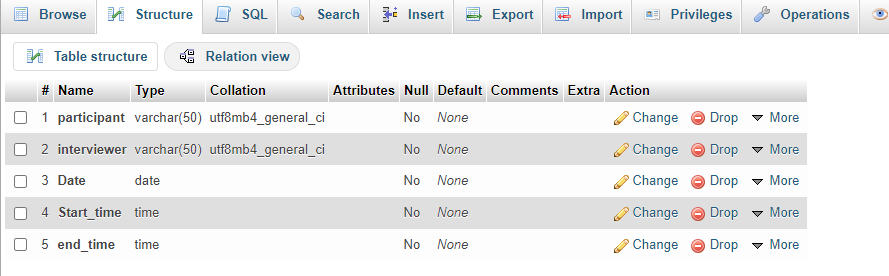 Browse Structure SQL Search Insert Export Import Privileges Operations
Table structure Relation view
# Name Type Collation Attributes Null Default Comments Extra Action
1 participant varchar(50) utf8mb4_general_ci No None Change Drop More
2 interviewer varchar(50) utf8mb4_general_ci No None Change Drop More
3 Date date No None Change Drop More
4 Start_time time No None Change Drop More
5 end_time time No None Change Drop More